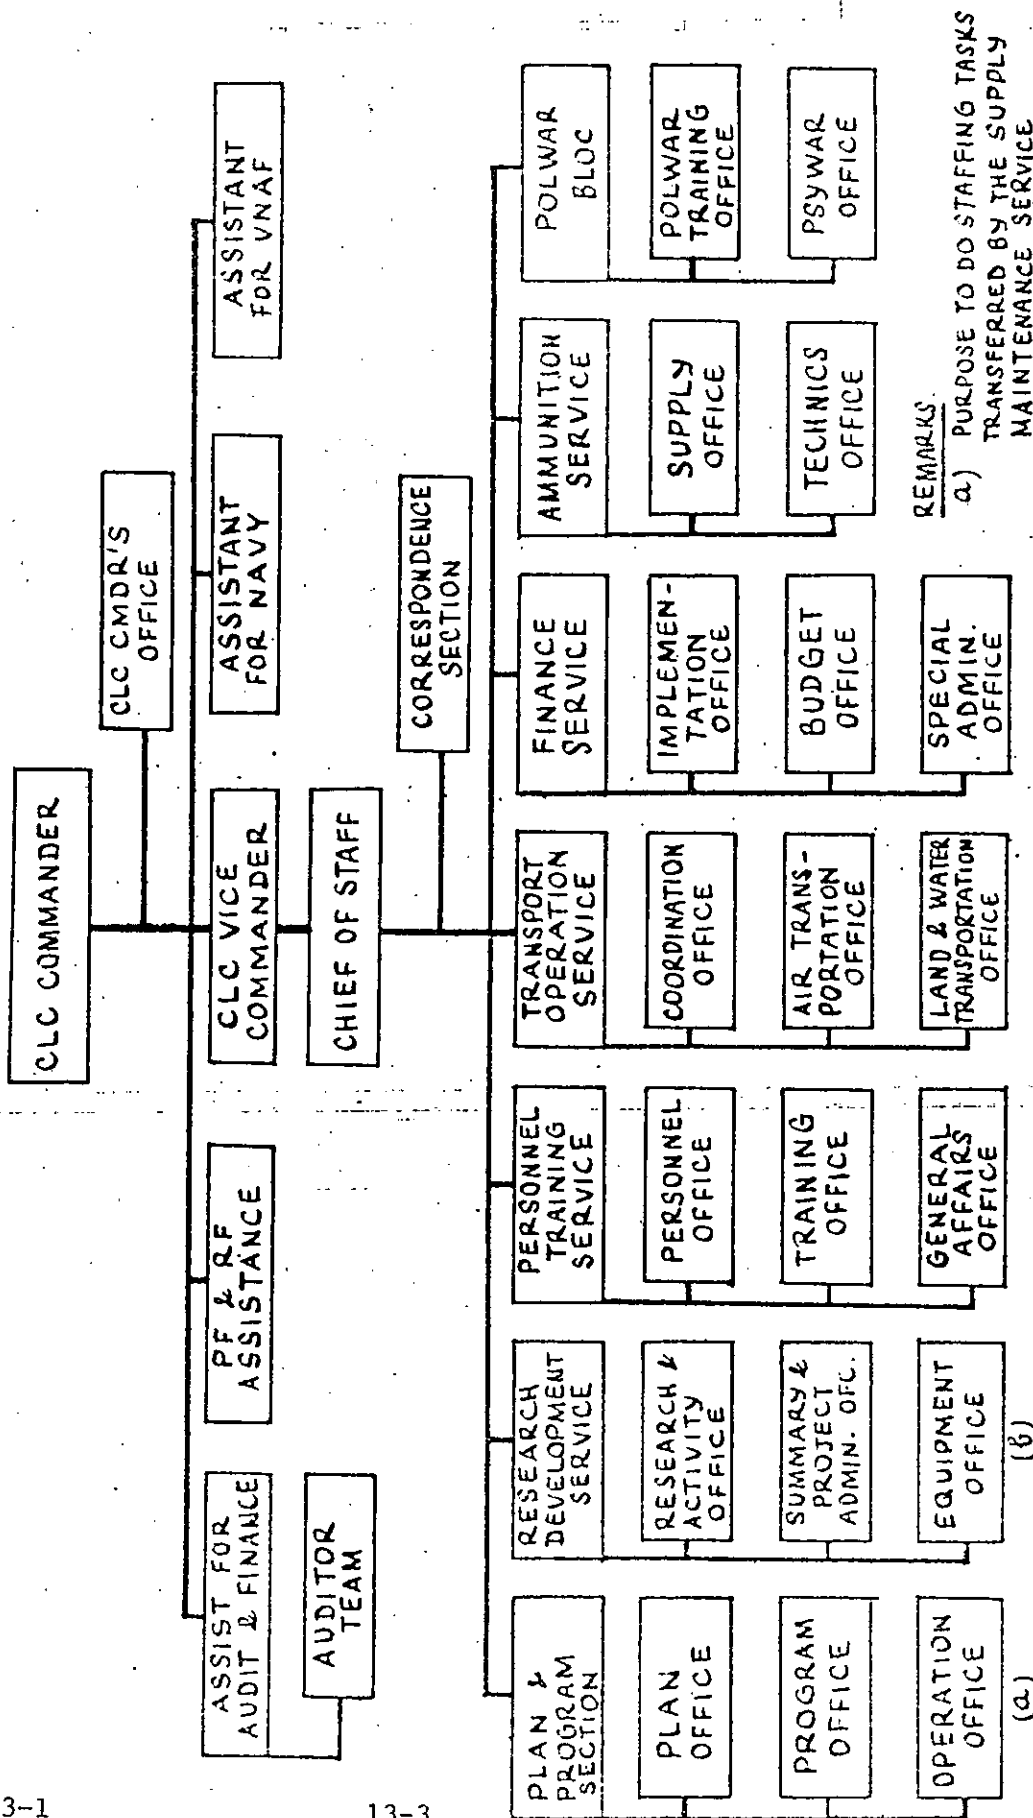 CLC COMMANDER
CLC CMDR'S
OFFICE
ASSIST FOR
AUDIT & FINANCE
PF & RF
ASSISTANCE
CLC VICE
COMMANDER
ASSISTANT
FOR NAVY
ASSISTANT
FOR VNAF
AUDITOR
TEAM
CHIEF OF STAFF
CORRESPONDENCE
SECTION
PLAN &
PROGRAM
SECTION
PLAN
OFFICE
PROGRAM
OFFICE
OPERATION
OFFICE
(a)
RESEARCH
DEVELOPMENT
SERVICE
RESEARCH &
ACTIVITY
OFFICE
SUMMARY &
PROJECT
ADMIN. OFC.
EQUIPMENT
OFFICE
(b)
PERSONNEL
TRAINING
SERVICE
PERSONNEL
OFFICE
TRAINING
OFFICE
GENERAL
AFFAIRS
OFFICE
TRANSPORT
OPERATION
SERVICE
COORDINATION
OFFICE
AIR TRANS-
PORTATION
OFFICE
LAND & WATER
TRANSPORTATION
OFFICE
FINANCE
SERVICE
IMPLEMEN-
TATION
OFFICE
BUDGET
OFFICE
SPECIAL
ADMIN.
OFFICE
AMMUNITION
SERVICE
SUPPLY
OFFICE
TECHNICS
OFFICE
POLWAR
BLOC
POLWAR
TRAINING
OFFICE
PSYWAR
OFFICE
REMARKS.
a) PURPOSE TO DO STAFFING TASKS
TRANSFERRED BY THE SUPPLY
MAINTENANCE SERVICE
3-1
13-3